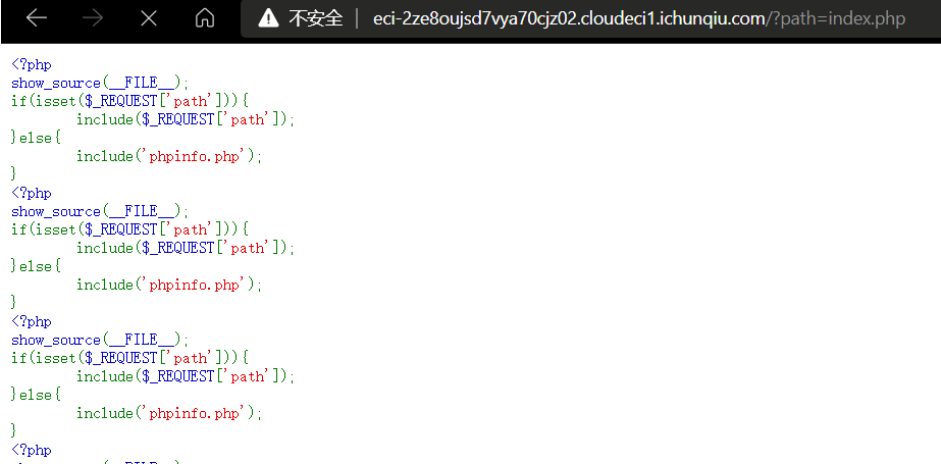 不安全 | eci-2ze8oujsd7vya70cjz02.cloudeci1.ichunqiu.com/?path=index.php
<?php
show_source(__FILE__);
if(isset($_REQUEST['path'])){
        include($_REQUEST['path']);
}else{
        include('phpinfo.php');
}
<?php
show_source(__FILE__);
if(isset($_REQUEST['path'])){
        include($_REQUEST['path']);
}else{
        include('phpinfo.php');
}
<?php
show_source(__FILE__);
if(isset($_REQUEST['path'])){
        include($_REQUEST['path']);
}else{
        include('phpinfo.php');
}
<?php